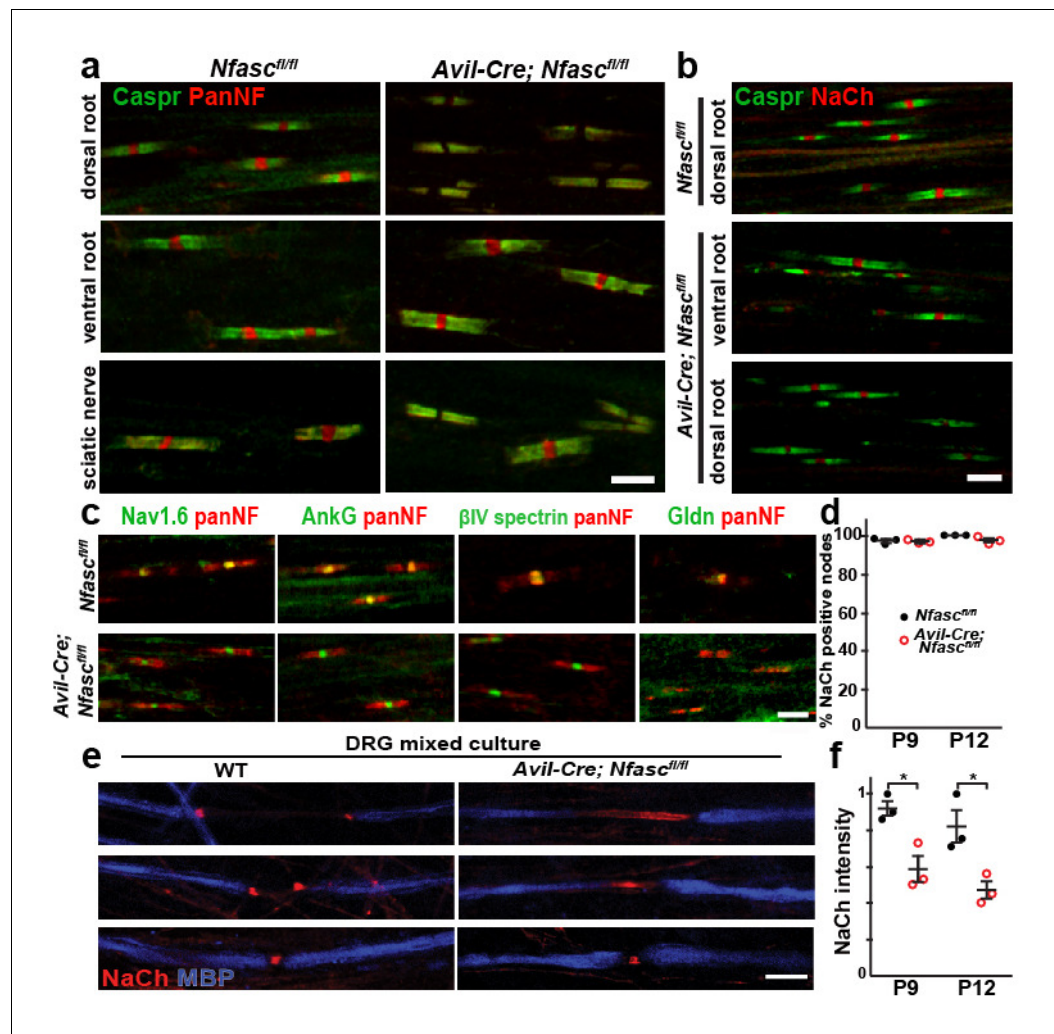 a
Nfasc^fl/fl
Avil-Cre; Nfasc^fl/fl
Caspr PanNF
dorsal root
ventral root
sciatic nerve
b
Caspr NaCh
Nfasc^fl/fl
dorsal root
Avil-Cre; Nfasc^fl/fl
ventral root
dorsal root
c
Nav1.6 panNF
AnkG panNF
βIV spectrin panNF
Gldn panNF
Nfasc^fl/fl
Avil-Cre;
Nfasc^fl/fl
d
% NaCh positive nodes
100
80
60
40
20
0
Nfasc^fl/fl
Avil-Cre;
Nfasc^fl/fl
P9 P12
e
DRG mixed culture
WT
Avil-Cre; Nfasc^fl/fl
NaCh MBP
f
NaCh intensity
1
0
* *
P9 P12